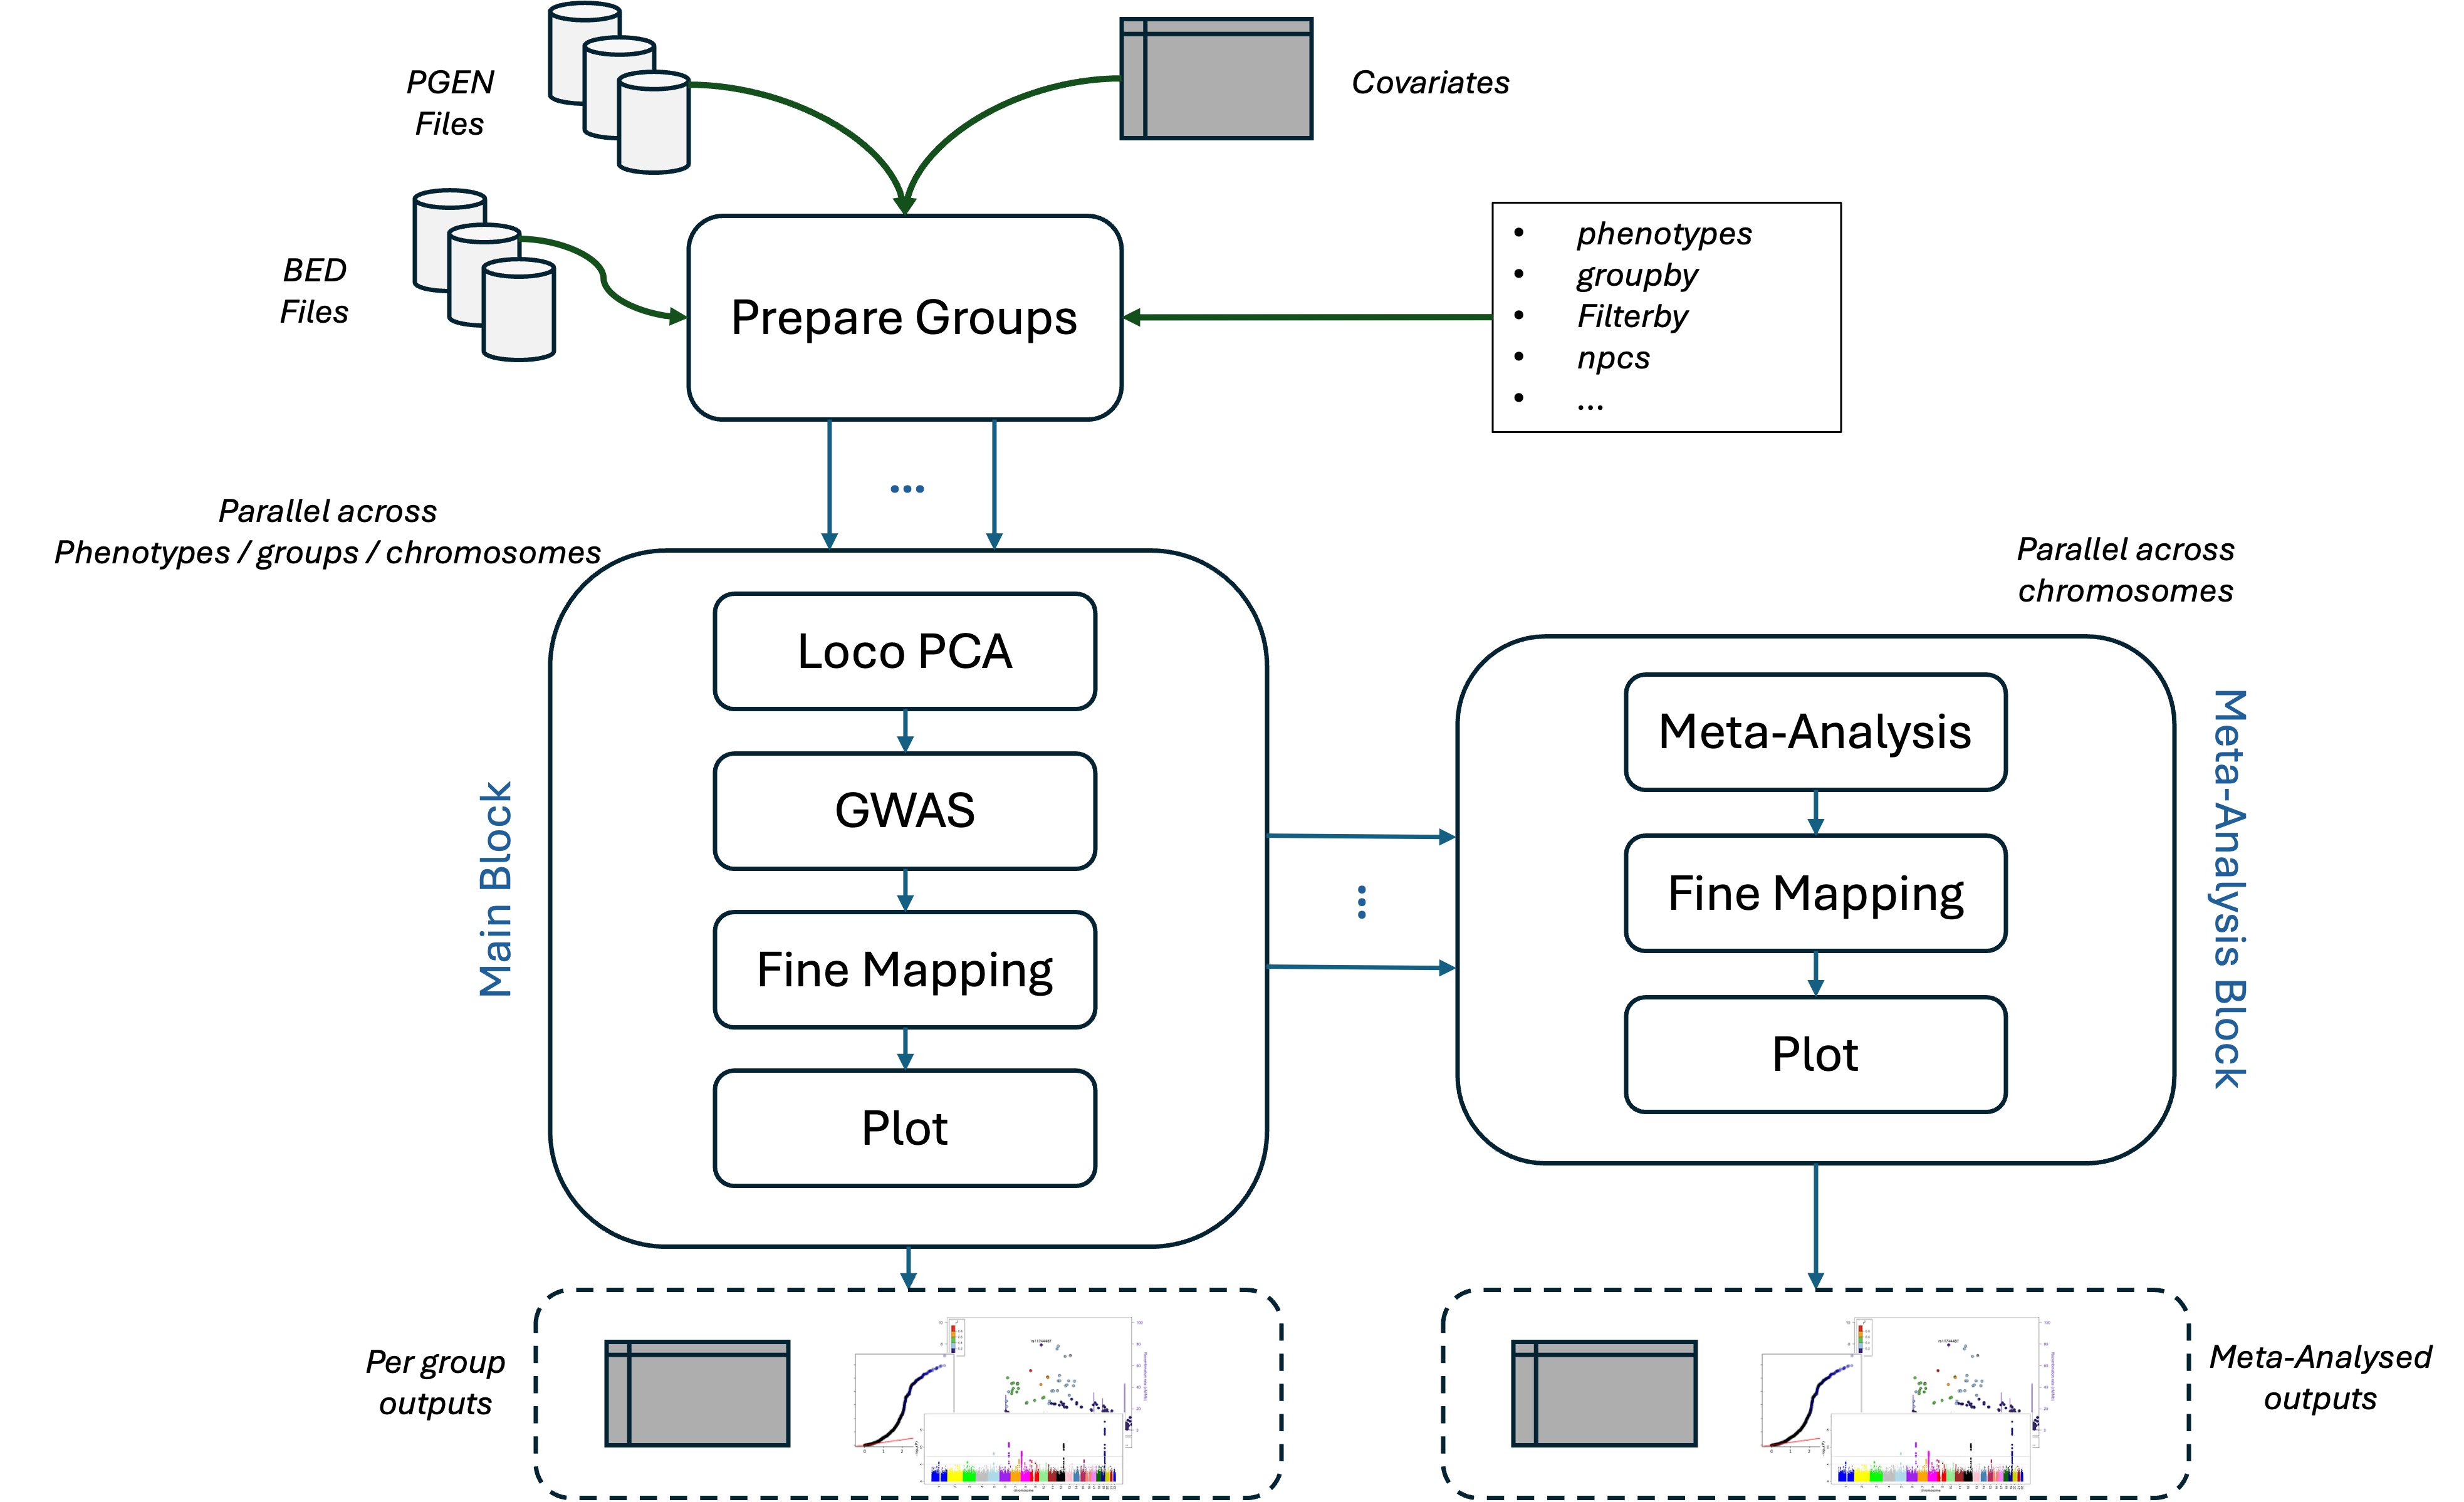 PGEN
Files
Covariates
BED
Files
Prepare Groups
• phenotypes
• groupby
• Filterby
• npcs
• ...
...
Parallel across
Phenotypes / groups / chromosomes
Parallel across
chromosomes
Main Block
Loco PCA
GWAS
Fine Mapping
Plot
...
Meta-Analysis
Fine Mapping
Plot
Meta-Analysis Block
Per group
outputs
Meta-Analysed
outputs